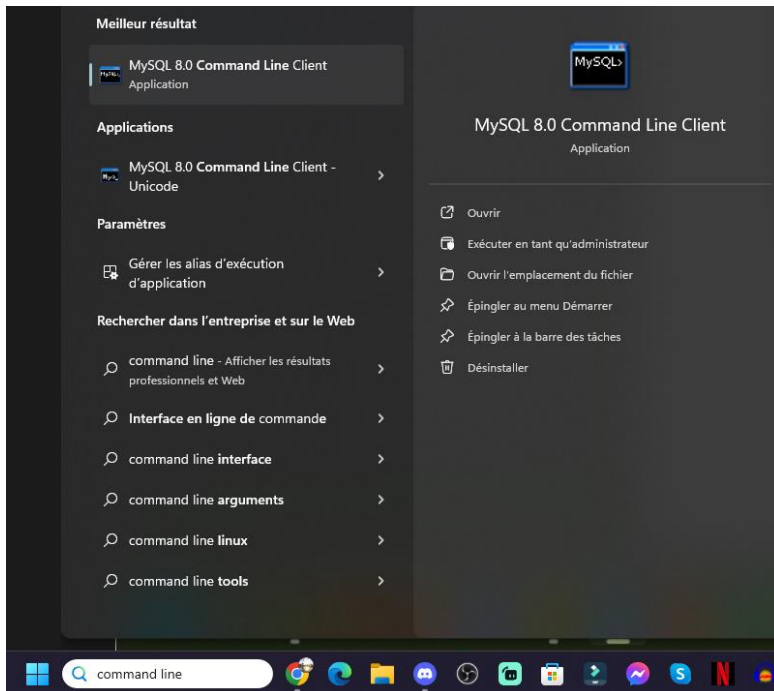 Meilleur résultat
MySQL 8.0 Command Line Client
Application
Applications
MySQL 8.0 Command Line Client -
Unicode
Paramètres
Gérer les alias d'exécution
d'application
Rechercher dans l'entreprise et sur le Web
command line - Afficher les résultats
professionnels et Web
Interface en ligne de commande
command line interface
command line arguments
command line linux
command line tools
MySQL>
MySQL 8.0 Command Line Client
Application
Ouvrir
Exécuter en tant qu'administrateur
Ouvrir l'emplacement du fichier
Épingler au menu Démarrer
Épingler à la barre des tâches
Désinstaller
command line